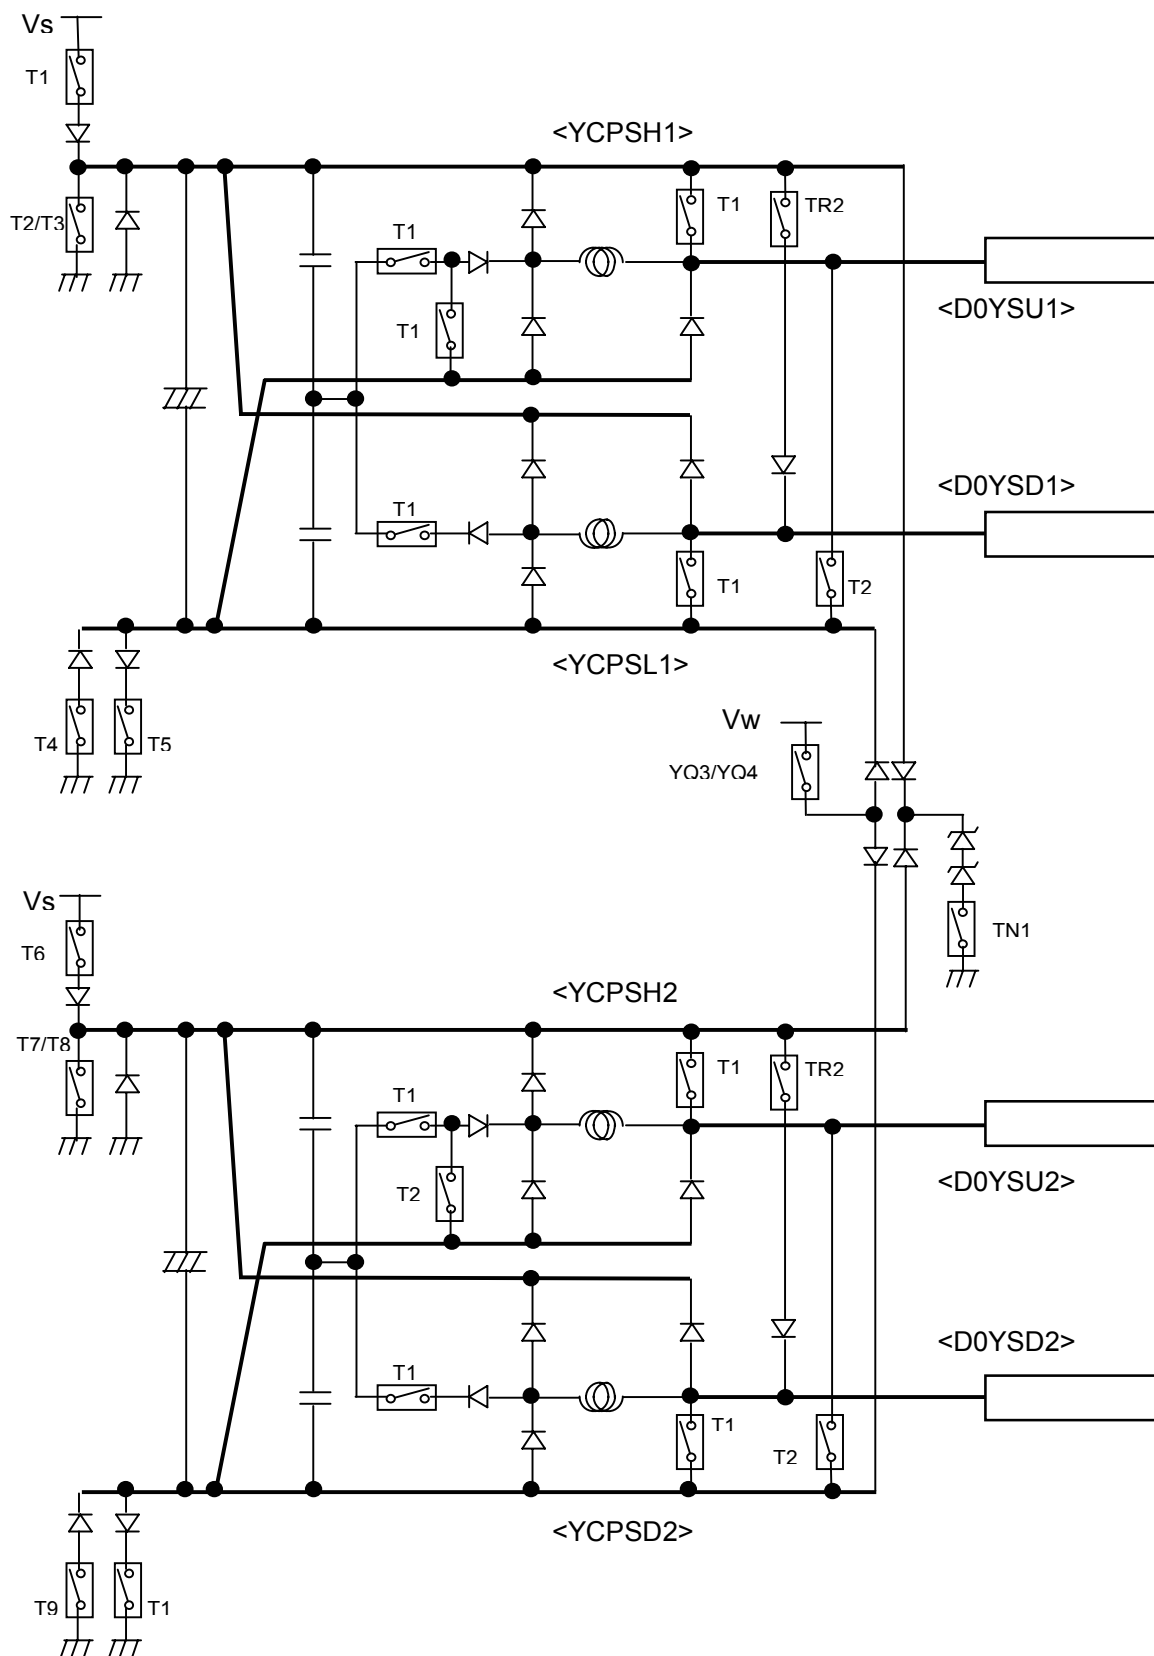 Vs
T1
<YCPSH1>
T2/T3
T1
T1
TR2
T1
<D0YSU1>
<D0YSD1>
T1
T1
T2
<YCPSL1>
T4
T5
Vw
YQ3/YQ4
TN1
Vs
T6
<YCPSH2
T7/T8
T1
T1
TR2
T2
<D0YSU2>
<D0YSD2>
T1
T1
T2
<YCPSD2>
T9
T1